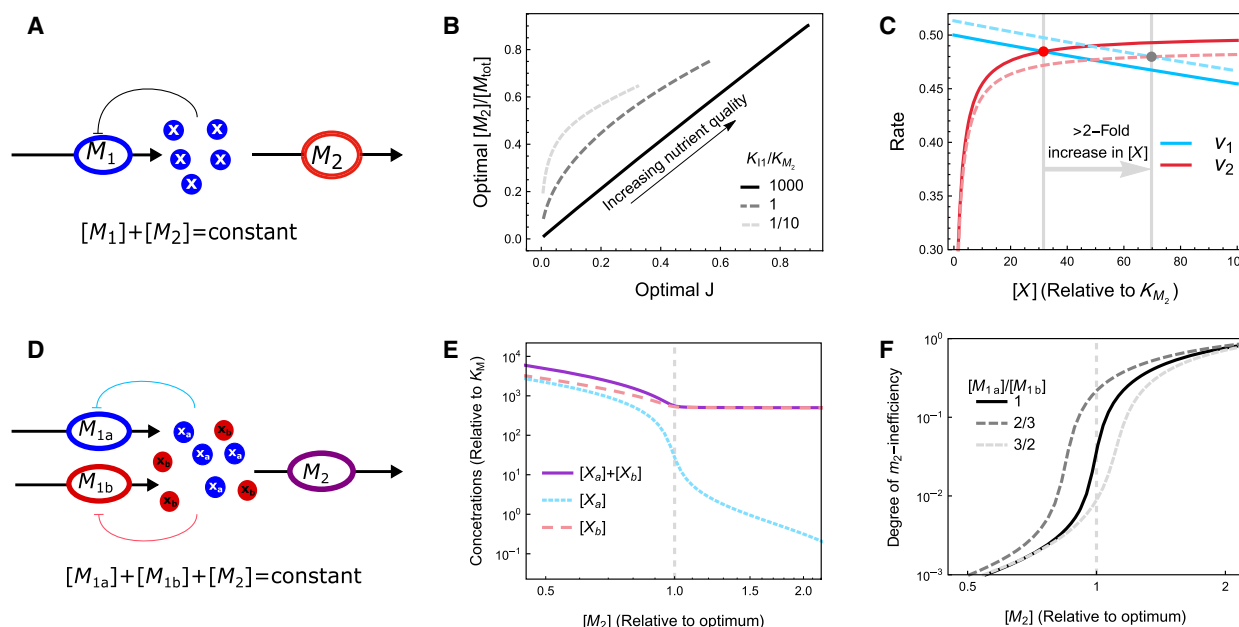 A
M1
X
X
X
X
X
M2
[M1]+[M2]=constant
B
Optimal [M2]/[Mtot]
0.8
0.6
0.4
0.2
0.0
Increasing nutrient quality
KI1/KM2
1000
1
1/10
0.0 0.2 0.4 0.6 0.8
Optimal J
C
Rate
0.50
0.45
0.40
0.35
0.30
>2−Fold
increase in [X]
V1
V2
0 20 40 60 80 100
[X] (Relative to KM2)
D
M1a
M1b
xa
xb
xa
xa
xb
xa
xb
xb
M2
[M1a]+[M1b]+[M2]=constant
E
Concetrations (Relative to KM)
10^4
10^3
10^2
10^1
10^0
10^−1
[Xa]+[Xb]
[Xa]
[Xb]
0.5 1.0 2.0
[M2] (Relative to optimum)
F
Degree of m2−inefficiency
10^0
10^−1
10^−2
10^−3
[M1a]/[M1b]
1
2/3
3/2
0.5 1 2
[M2] (Relative to optimum)